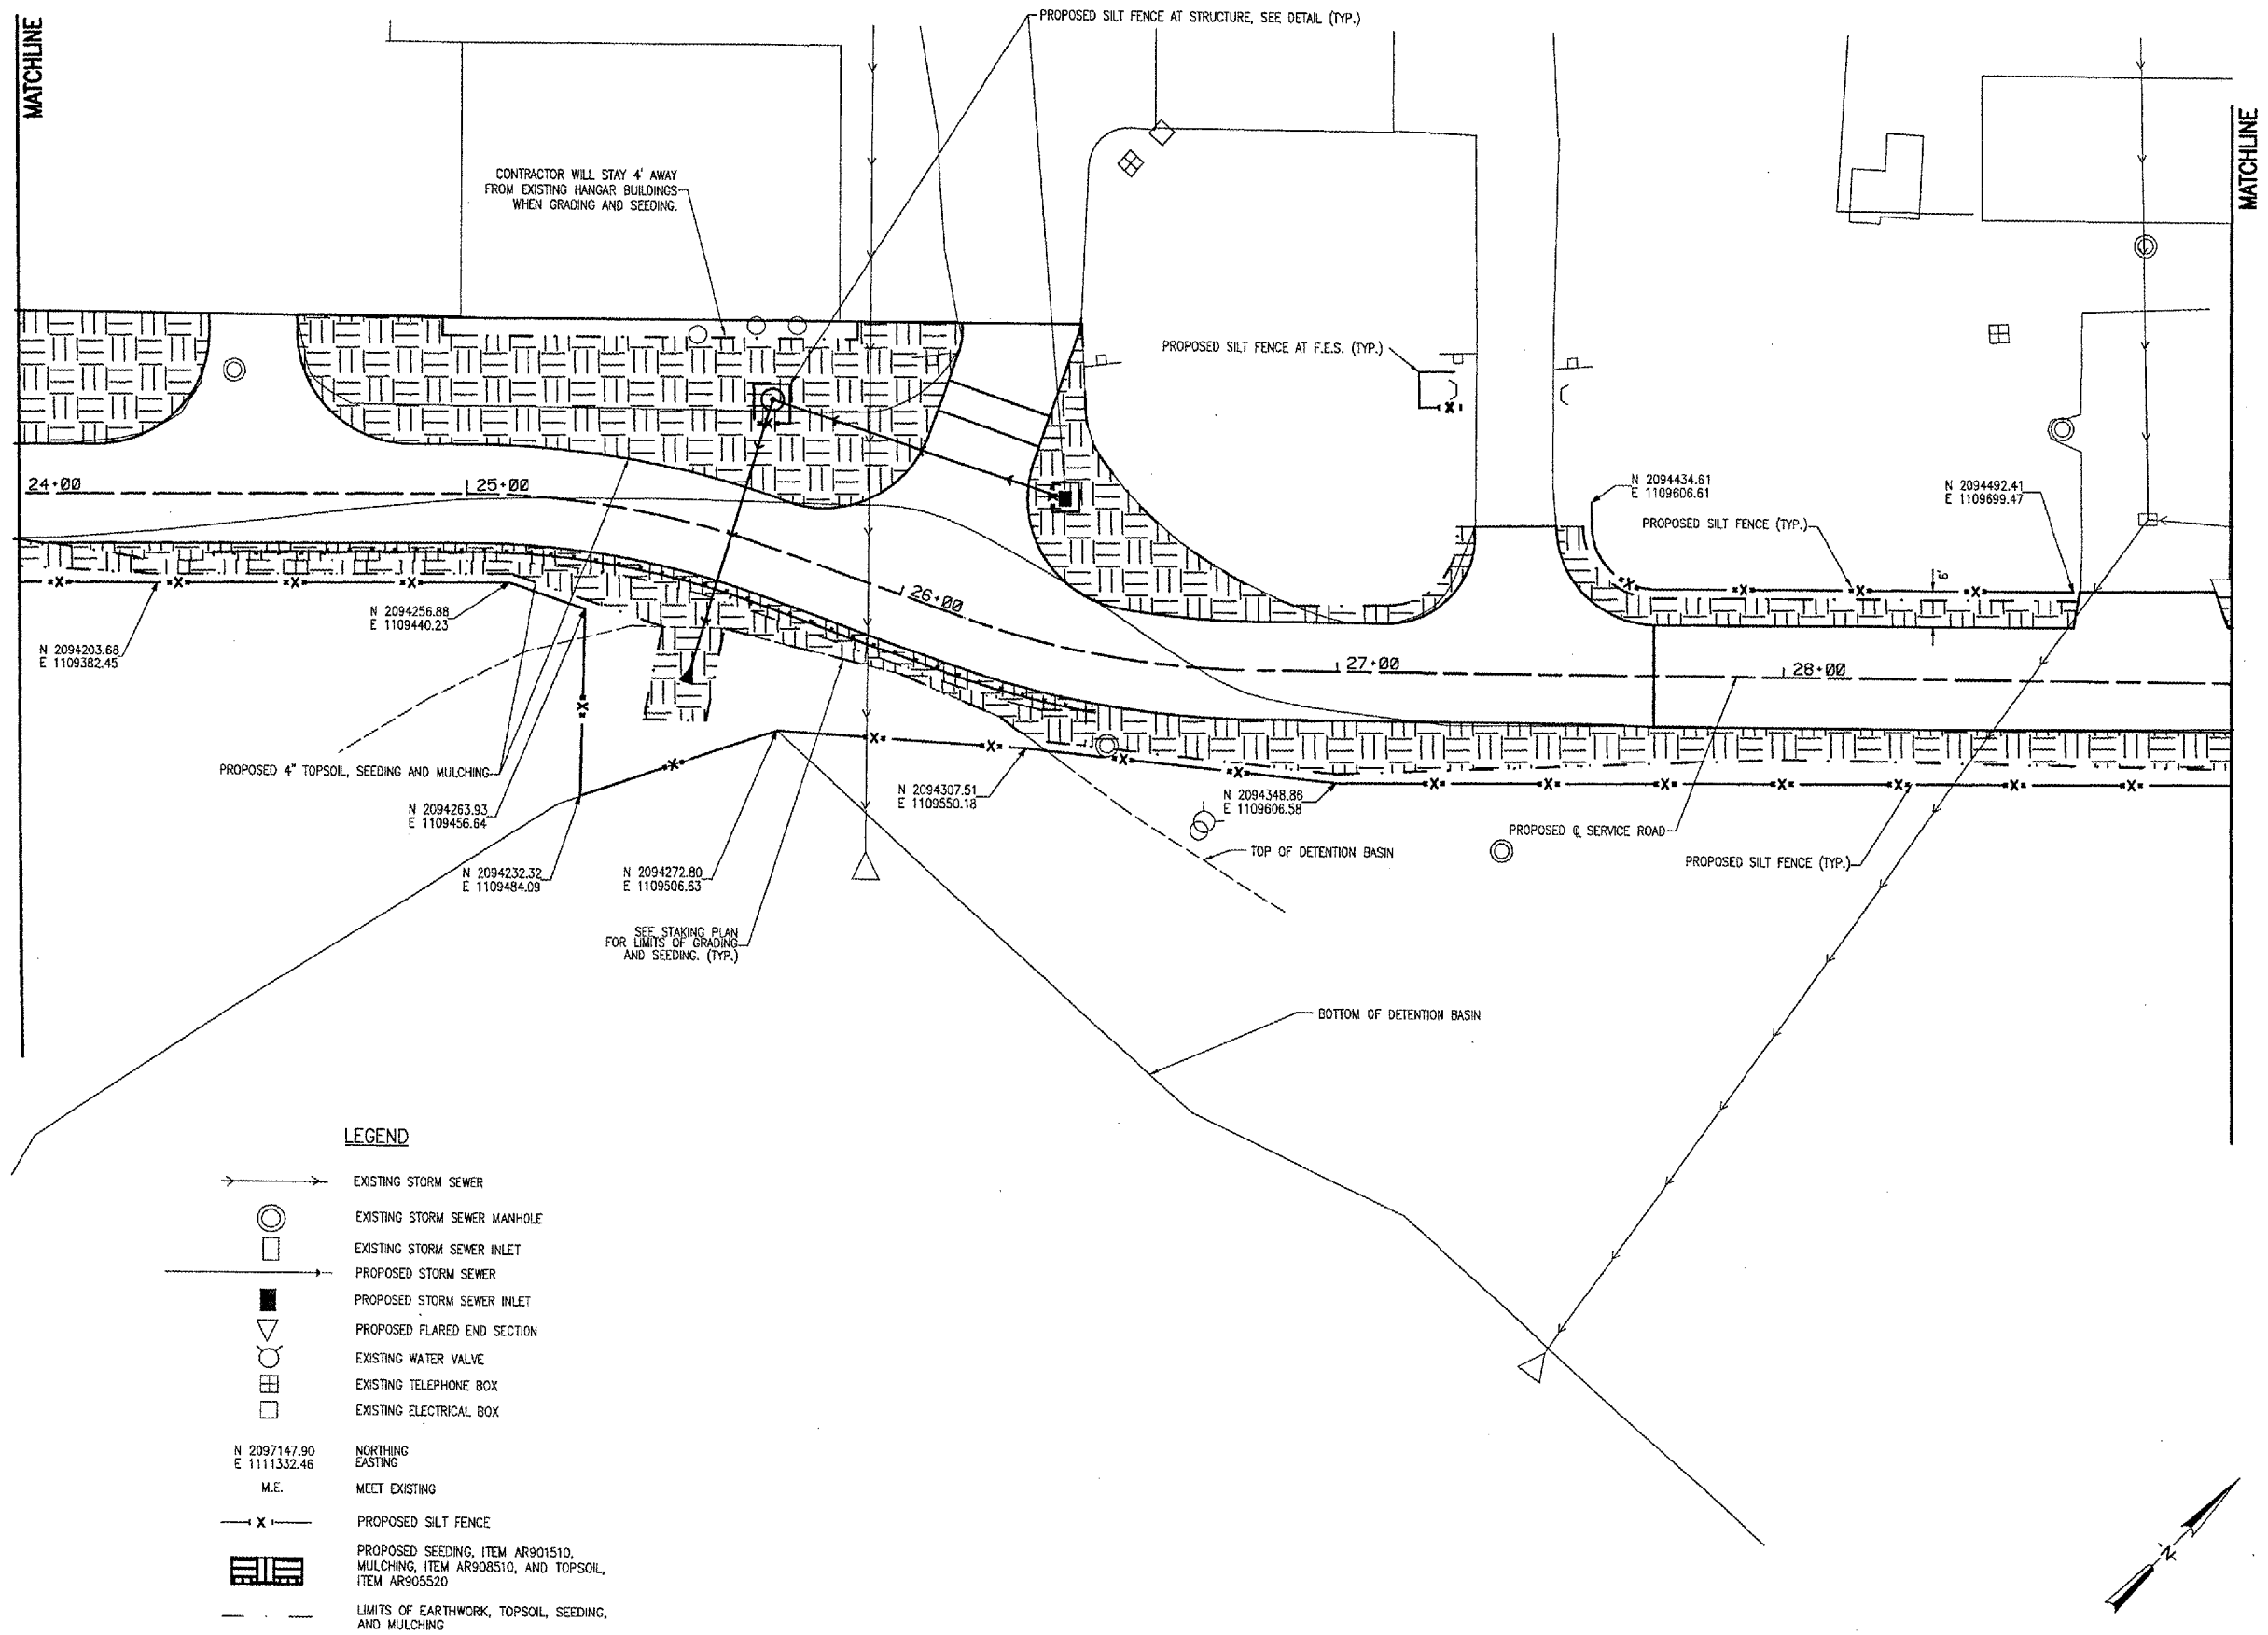 MATCHLINE
PROPOSED SILT FENCE AT STRUCTURE, SEE DETAIL (TYP.)
MATCHLINE
CONTRACTOR WILL STAY 4' AWAY
FROM EXISTING HANGAR BUILDINGS
WHEN GRADING AND SEEDING.
PROPOSED SILT FENCE AT F.E.S. (TYP.)
24+00
25+00
N 2094434.61
E 1109606.61
N 2094492.41
E 1109699.47
PROPOSED SILT FENCE (TYP.)
6'
26+00
N 2094256.88
E 1109440.23
N 2094203.68
E 1109382.45
27+00
28+00
PROPOSED 4" TOPSOIL, SEEDING AND MULCHING
N 2094263.93
E 1109456.64
N 2094307.51
E 1109550.18
N 2094348.86
E 1109606.58
PROPOSED ℄ SERVICE ROAD
TOP OF DETENTION BASIN
PROPOSED SILT FENCE (TYP.)
N 2094232.32
E 1109484.09
N 2094272.80
E 1109506.63
SEE STAKING PLAN
FOR LIMITS OF GRADING
AND SEEDING. (TYP.)
BOTTOM OF DETENTION BASIN
LEGEND
EXISTING STORM SEWER
EXISTING STORM SEWER MANHOLE
EXISTING STORM SEWER INLET
PROPOSED STORM SEWER
PROPOSED STORM SEWER INLET
PROPOSED FLARED END SECTION
EXISTING WATER VALVE
EXISTING TELEPHONE BOX
EXISTING ELECTRICAL BOX
N 2097147.90 NORTHING
E 1111332.46 EASTING
M.E. MEET EXISTING
X PROPOSED SILT FENCE
PROPOSED SEEDING, ITEM AR901510,
MULCHING, ITEM AR908510, AND TOPSOIL,
ITEM AR905520
LIMITS OF EARTHWORK, TOPSOIL, SEEDING,
AND MULCHING
N